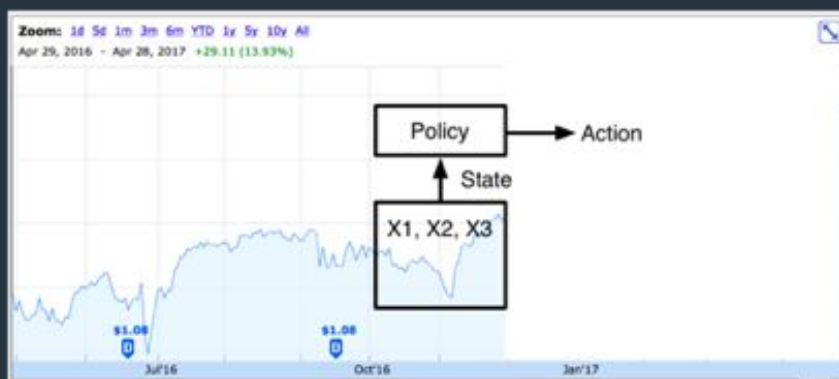 Zoom: 1d 5d 1m 3m 6m YTD 1y 5y 10y All
Apr 29, 2016 - Apr 28, 2017 +29.11 (13.93%)
Policy
Action
State
X1, X2, X3
$1.08
D
$1.08
D
Jul'16
Oct'16
Jan'17